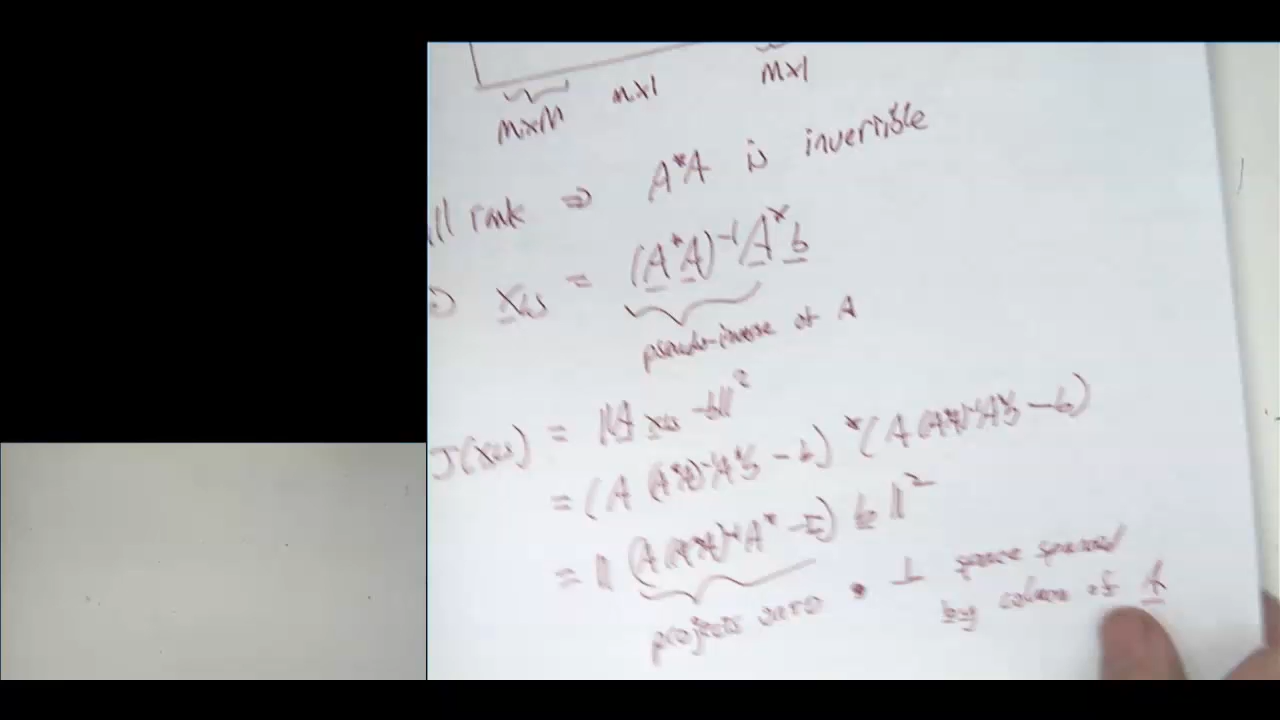 MxM MX1 MX1
ll rank ⇒ A*A is invertible
⇒ x_LS = (A*A)⁻¹A*b
pseudo-inverse of A
J(x_LS) = ||A x_LS - b||²
= (A (A*A)⁻¹A*b - b)*(A(A*A)⁻¹A*b - b)
= ||(A(A*A)⁻¹A* - I) b||²
projects onto ⊥ space spanned
by column of A